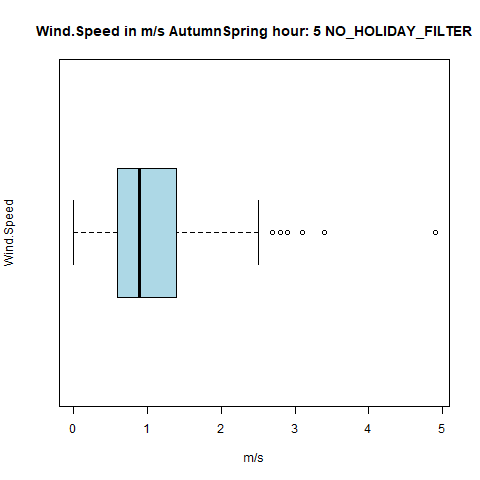 Wind.Speed in m/s AutumnSpring hour: 5 NO_HOLIDAY_FILTER
Wind.Speed
0 1 2 3 4 5
m/s